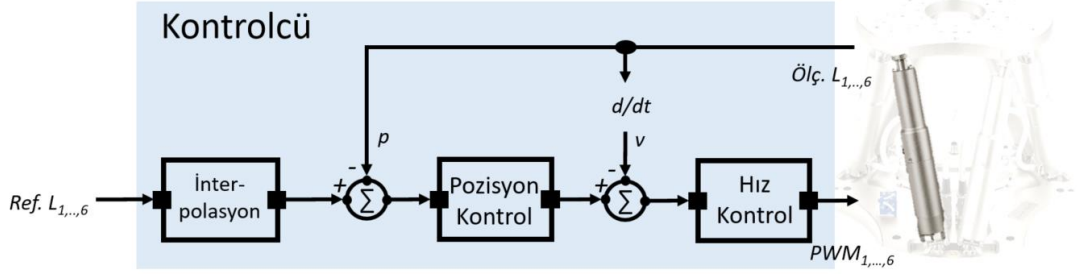 Kontrolcü
Ölç. L1,..,6
d/dt
p
v
-
-
Ref. L1,..,6
İnter-
polasyon
+
Σ
Pozisyon
Kontrol
+
Σ
Hız
Kontrol
PWM1,...,6